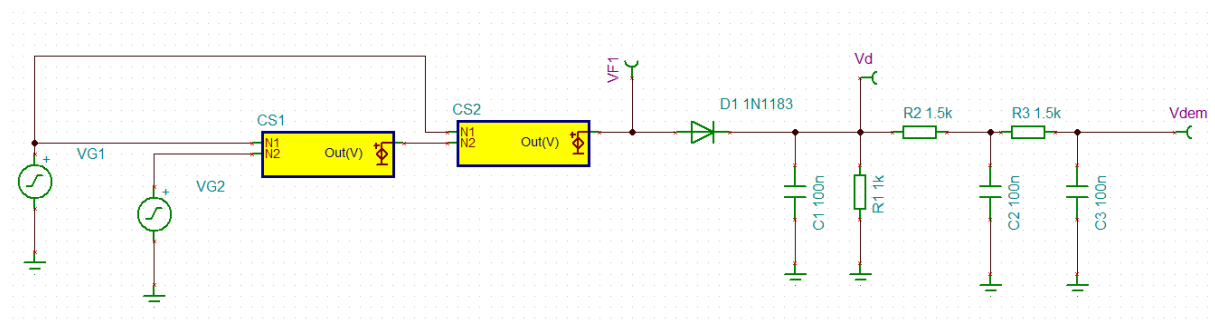 VF1
Vd
D1 1N1183
R2 1.5k
R3 1.5k
Vdem
CS2
CS1
N1
N2
Out(V)
N1
N2
Out(V)
VG1
+
VG2
+
C1 100n
R1 1k
C2 100n
C3 100n